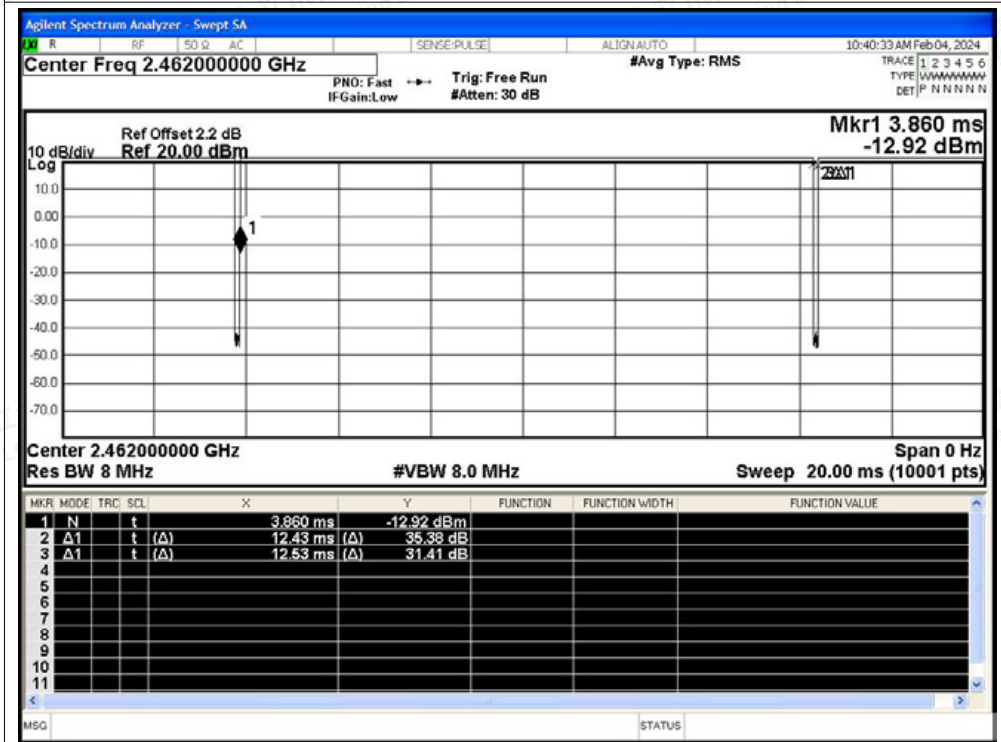 Agilent Spectrum Analyzer - Swept SA
LXI R RF 50 Ω AC SENSE:PULSE ALIGN AUTO 10:40:33 AM Feb 04, 2024
Center Freq 2.462000000 GHz #Avg Type: RMS TRACE 1 2 3 4 5 6
PNO: Fast Trig: Free Run TYPE WWWWWW
IFGain:Low #Atten: 30 dB DET P N N N N N
Mkr1 3.860 ms
-12.92 dBm
Ref Offset 2.2 dB
10 dB/div Ref 20.00 dBm
Log
10.0
0.00
1
-10.0
-20.0
-30.0
-40.0
-50.0
-60.0
-70.0
Center 2.462000000 GHz Span 0 Hz
Res BW 8 MHz #VBW 8.0 MHz Sweep 20.00 ms (10001 pts)
MKR MODE TRC SCL X Y FUNCTION FUNCTION WIDTH FUNCTION VALUE
1 N t 3.860 ms -12.92 dBm
2 Δ1 t (Δ) 12.43 ms (Δ) 35.38 dB
3 Δ1 t (Δ) 12.53 ms (Δ) 31.41 dB
4
5
6
7
8
9
10
11
MSG STATUS